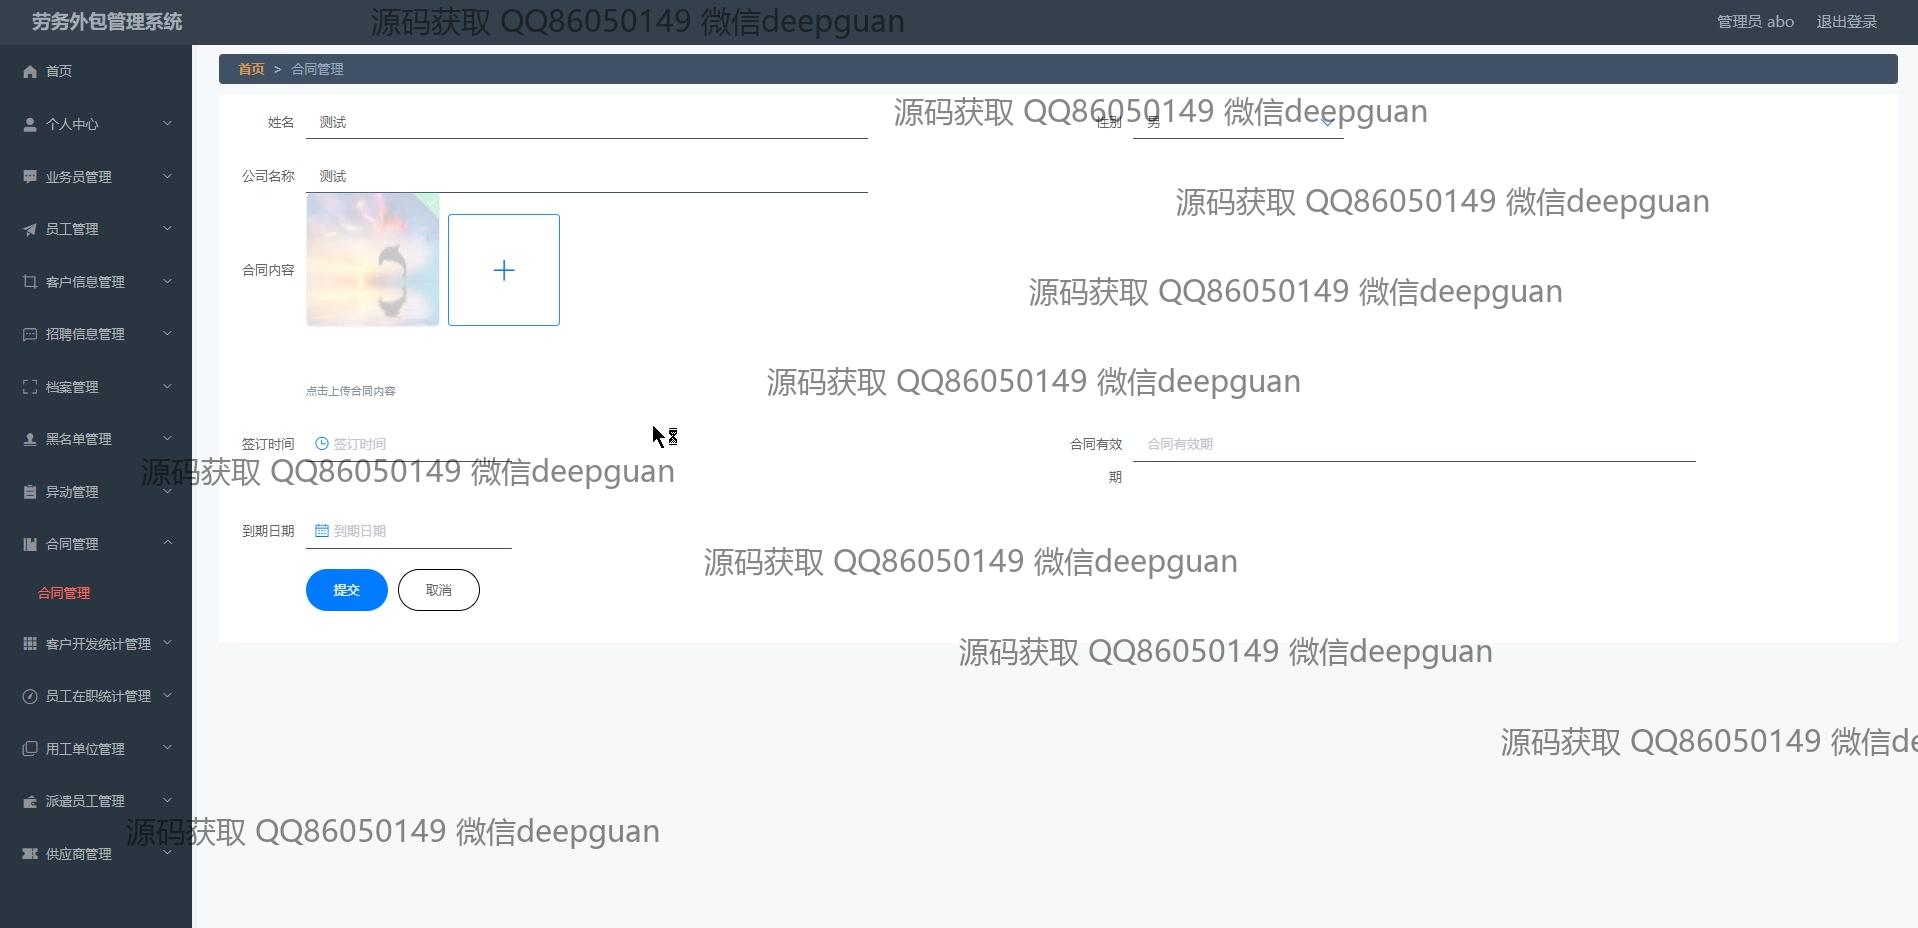 劳务外包管理系统
源码获取 QQ86050149 微信deepguan
管理员 abo 退出登录
首页
个人中心
业务员管理
员工管理
客户信息管理
招聘信息管理
档案管理
黑名单管理
异动管理
合同管理
合同管理
客户开发统计管理
员工在职统计管理
用工单位管理
派遣员工管理
供应商管理
首页 > 合同管理
源码获取 QQ86050149 微信deepguan
姓名 测试
性别 男
公司名称 测试
源码获取 QQ86050149 微信deepguan
合同内容
源码获取 QQ86050149 微信deepguan
源码获取 QQ86050149 微信deepguan
点击上传合同内容
签订时间 签订时间
合同有效期 合同有效期
源码获取 QQ86050149 微信deepguan
到期日期 到期日期
源码获取 QQ86050149 微信deepguan
提交 取消
源码获取 QQ86050149 微信deepguan
源码获取 QQ86050149 微信de
源码获取 QQ86050149 微信deepguan